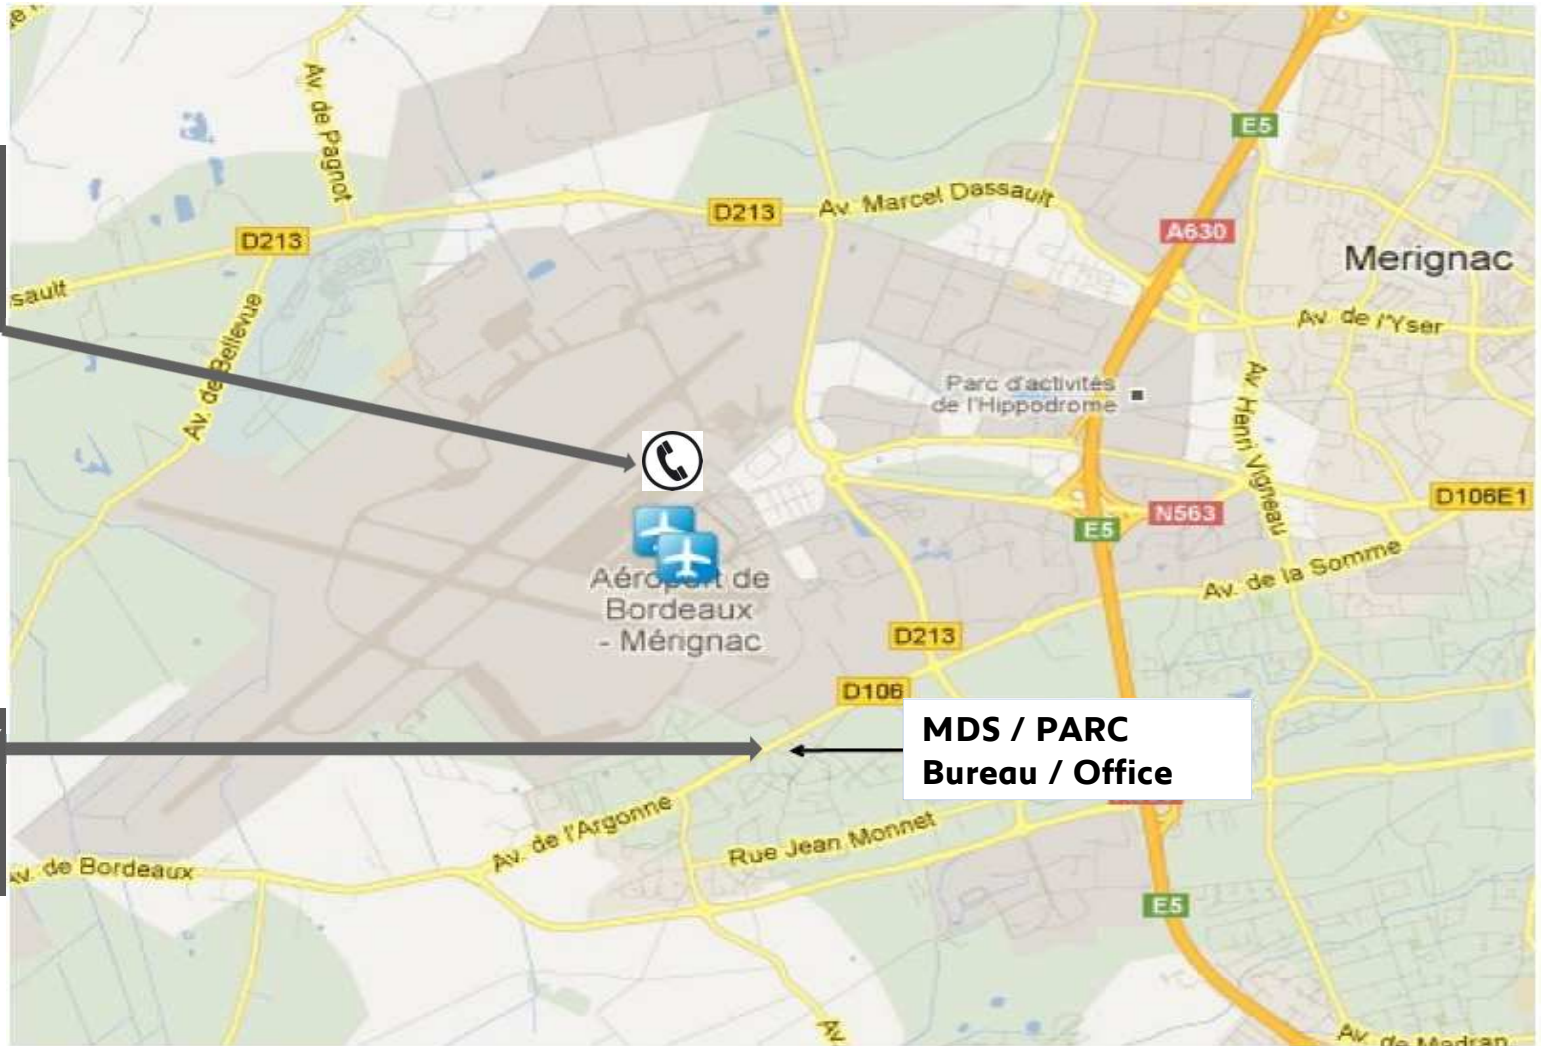 Av. de Pagnot
E5
D213
Av. Marcel Dassault
A630
D213
Merignac
sault
Av. de Bellevue
Av. de l'Yser
Parc d'activités
de l'Hippodrome
Av. Henri Vigneau
D106E1
N563
E5
Aéroport de
Bordeaux
- Mérignac
Av. de la Somme
D213
D106
MDS / PARC
Bureau / Office
Av. de l'Argonne
Rue Jean Monnet
Av. de Bordeaux
E5
Av.
Av. de Madran